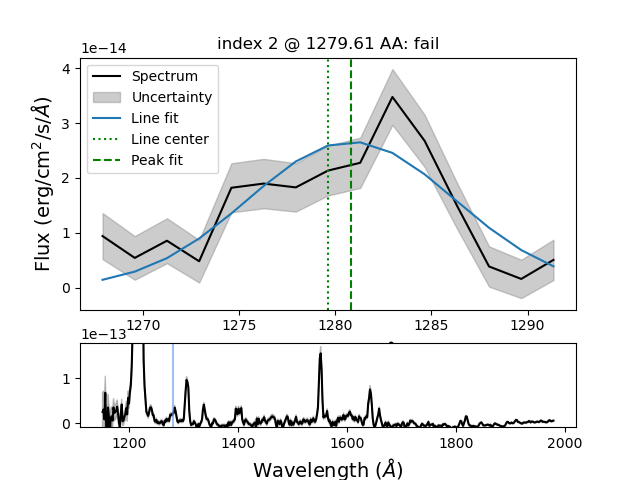 index 2 @ 1279.61 AA: fail
1e−14
Spectrum
Uncertainty
Line fit
Line center
Peak fit
4
3
2
1
0
Flux (erg/cm²/s/Å)
1270 1275 1280 1285 1290
1e−13
1
0
1200 1400 1600 1800 2000
Wavelength (Å)